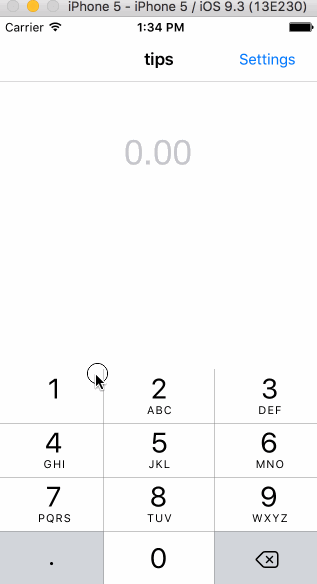 iPhone 5 - iPhone 5 / iOS 9.3 (13E230)
Carrier 1:34 PM
tips Settings
0.00
1 2 3
ABC DEF
4 5 6
GHI JKL MNO
7 8 9
PQRS TUV WXYZ
. 0